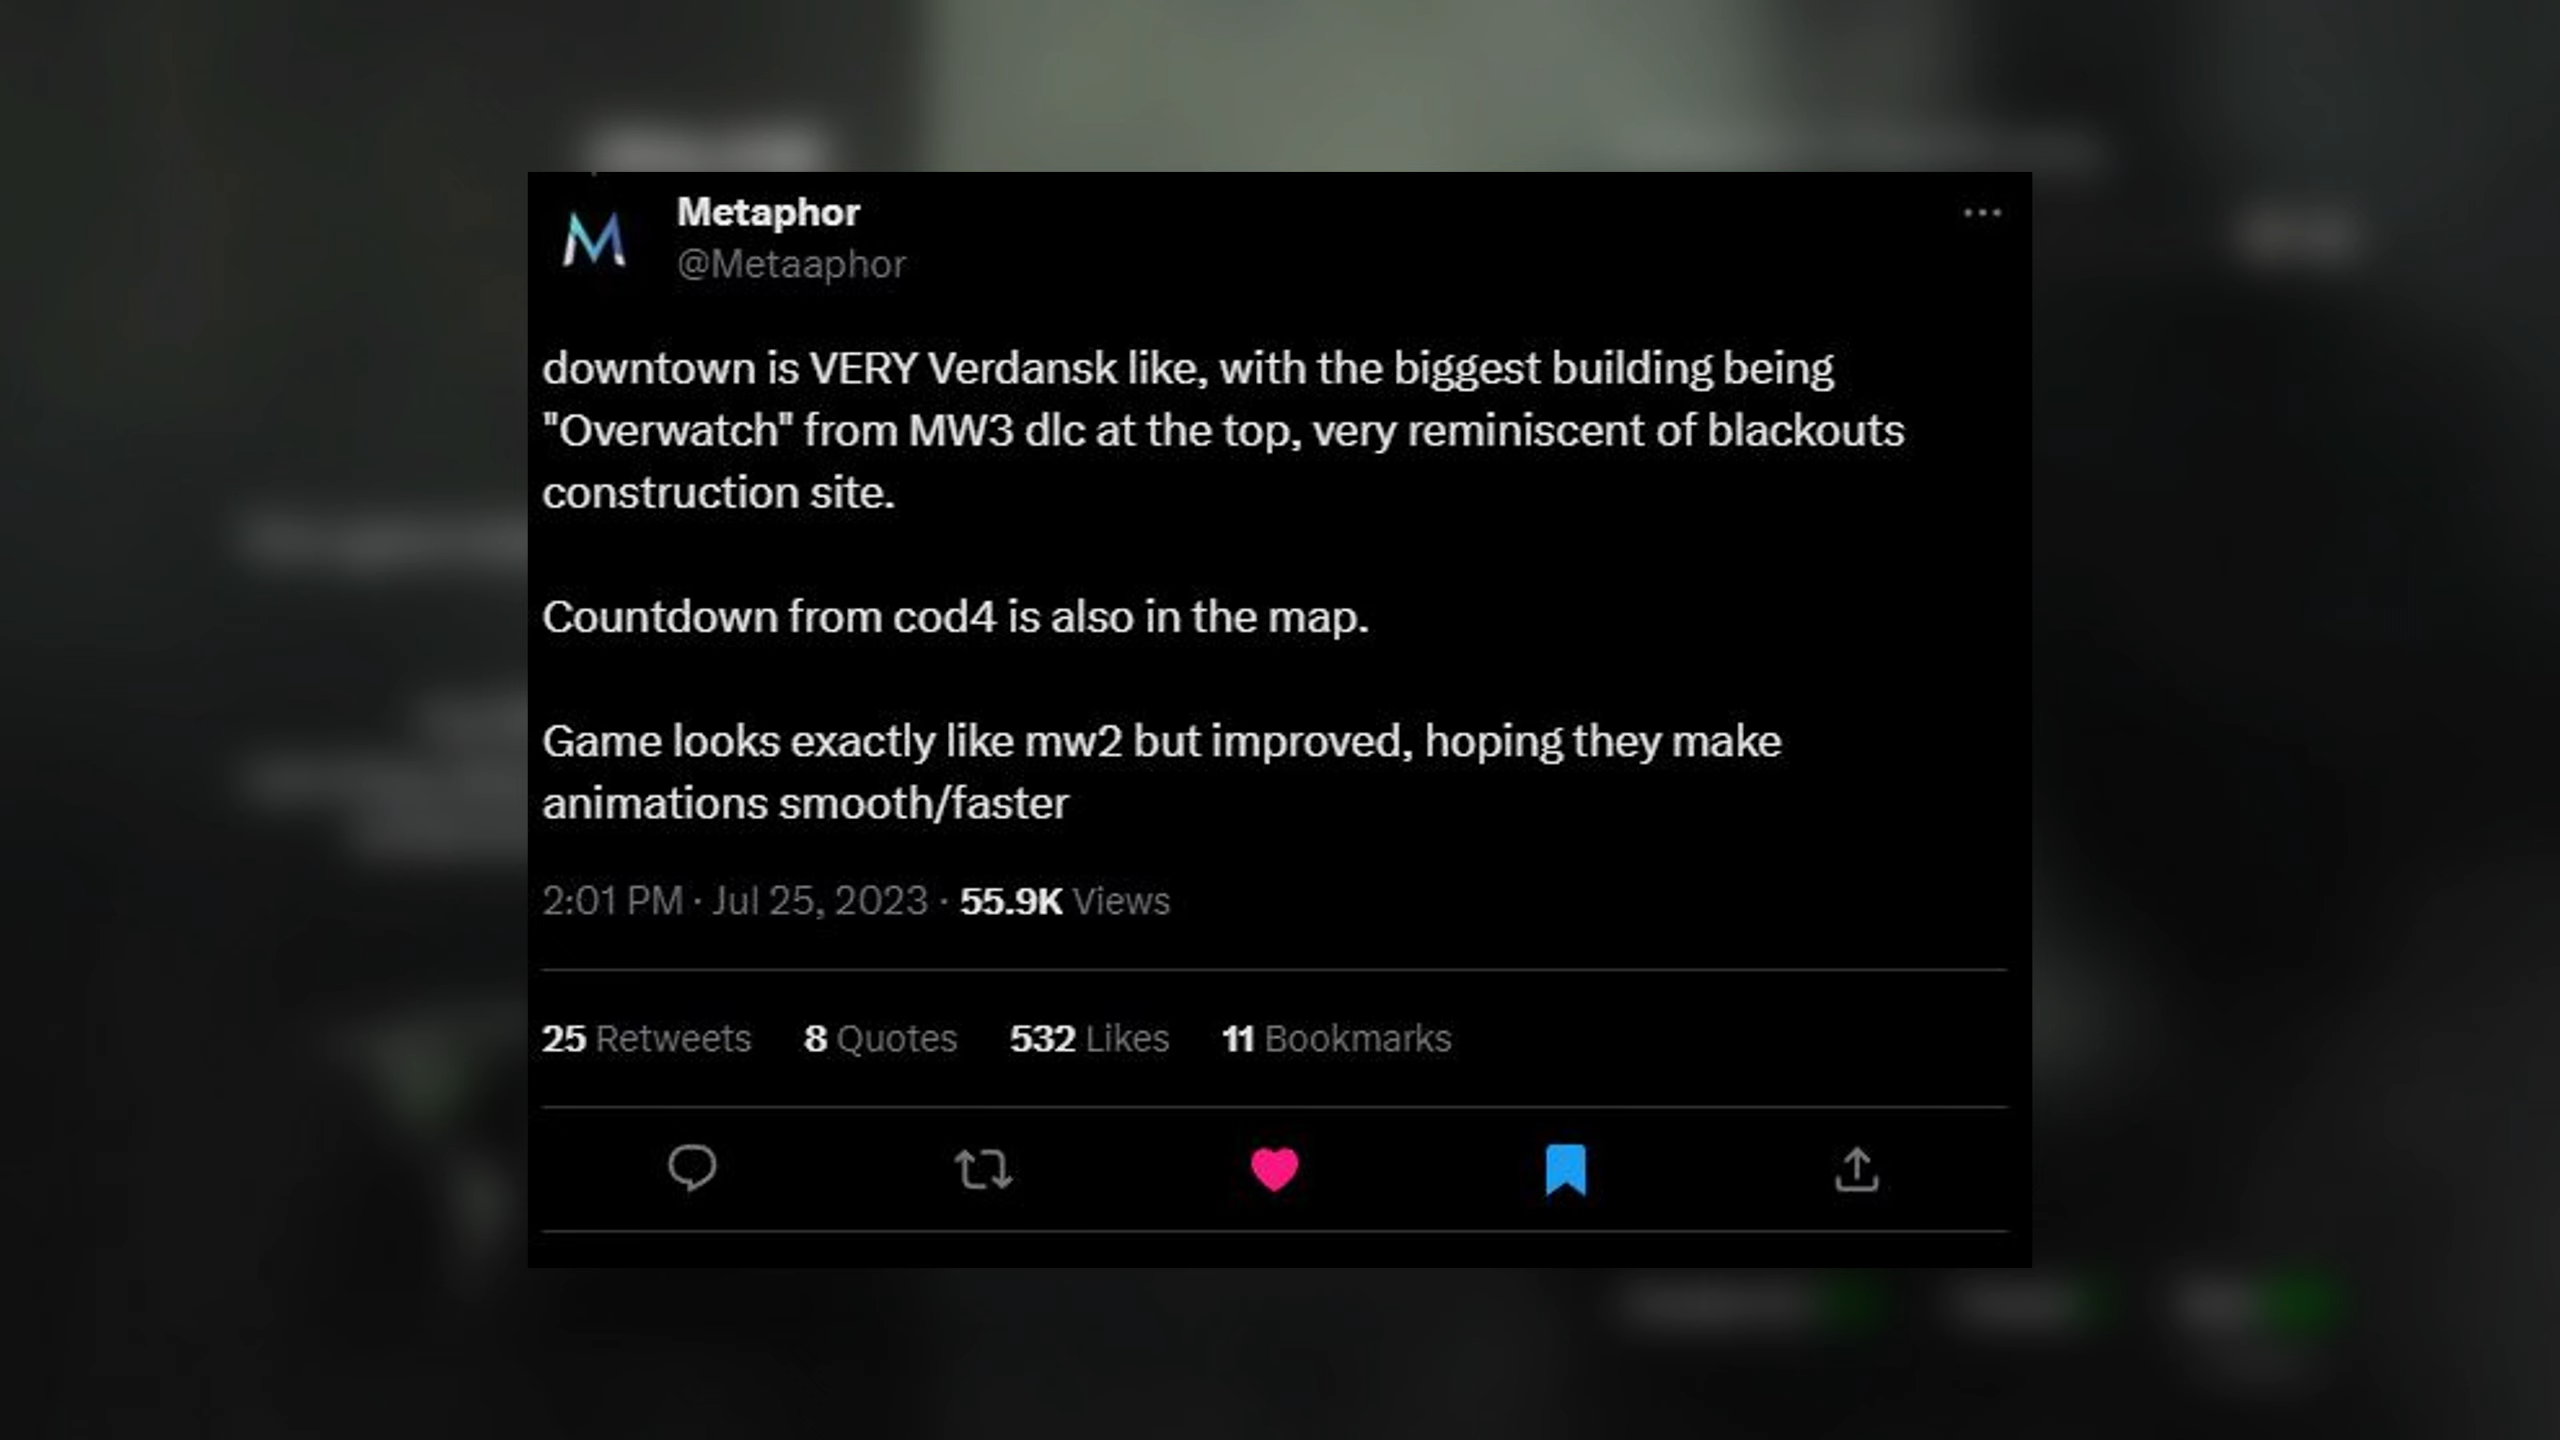 Metaphor
@Metaaphor
downtown is VERY Verdansk like, with the biggest building being
"Overwatch" from MW3 dlc at the top, very reminiscent of blackouts
construction site.
Countdown from cod4 is also in the map.
Game looks exactly like mw2 but improved, hoping they make
animations smooth/faster
2:01 PM · Jul 25, 2023 · 55.9K Views
25 Retweets 8 Quotes 532 Likes 11 Bookmarks